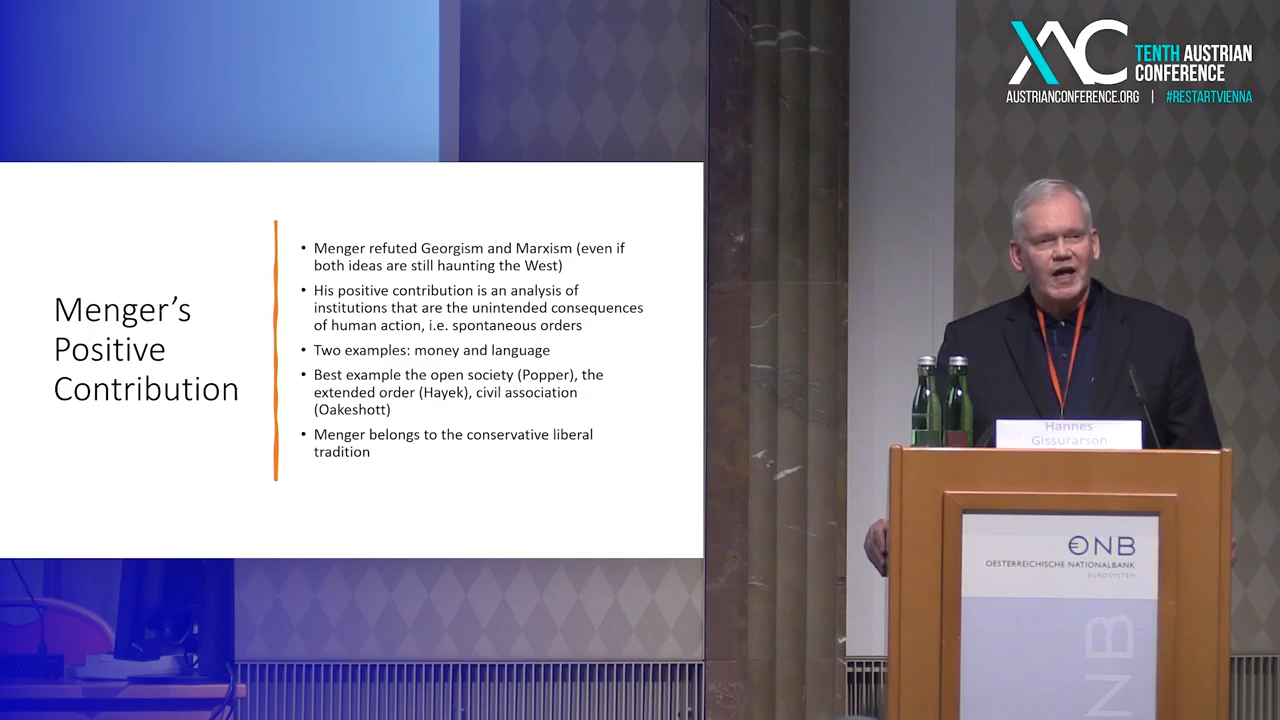 TENTH AUSTRIAN
CONFERENCE
AUSTRIANCONFERENCE.ORG | #RESTARTVIENNA
Menger's
Positive
Contribution
• Menger refuted Georgism and Marxism (even if
both ideas are still haunting the West)
• His positive contribution is an analysis of
institutions that are the unintended consequences
of human action, i.e. spontaneous orders
• Two examples: money and language
• Best example the open society (Popper), the
extended order (Hayek), civil association
(Oakeshott)
• Menger belongs to the conservative liberal
tradition
Hannes
Gissurarson
ONB
OESTERREICHISCHE NATIONALBANK
EUROSYSTEM
NB